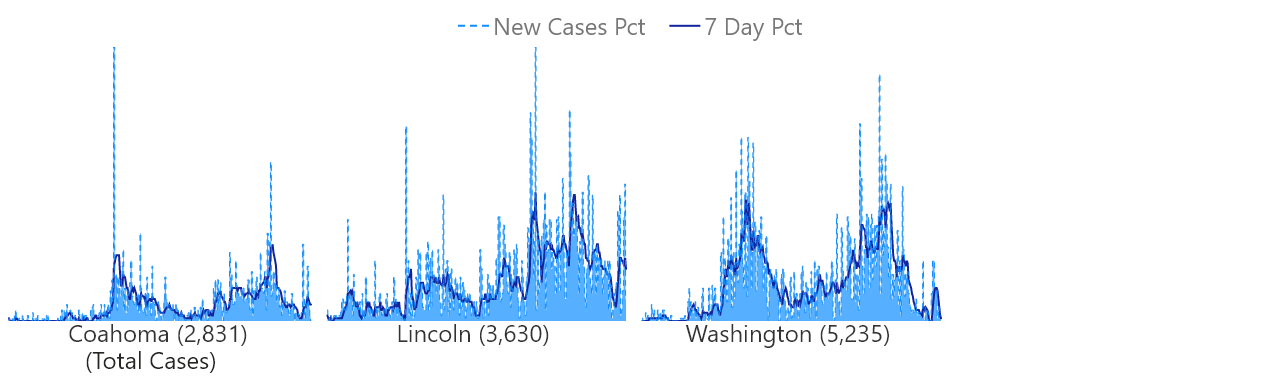 New Cases Pct 7 Day Pct
Coahoma (2,831) Lincoln (3,630) Washington (5,235)
(Total Cases)